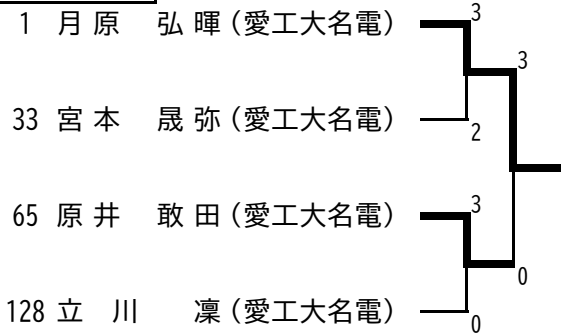 1 月原 弘暉(愛工大名電) 3
3
33 宮本 晟弥(愛工大名電) 2
65 原井 敢田(愛工大名電) 3
0
128 立川 凜(愛工大名電) 0